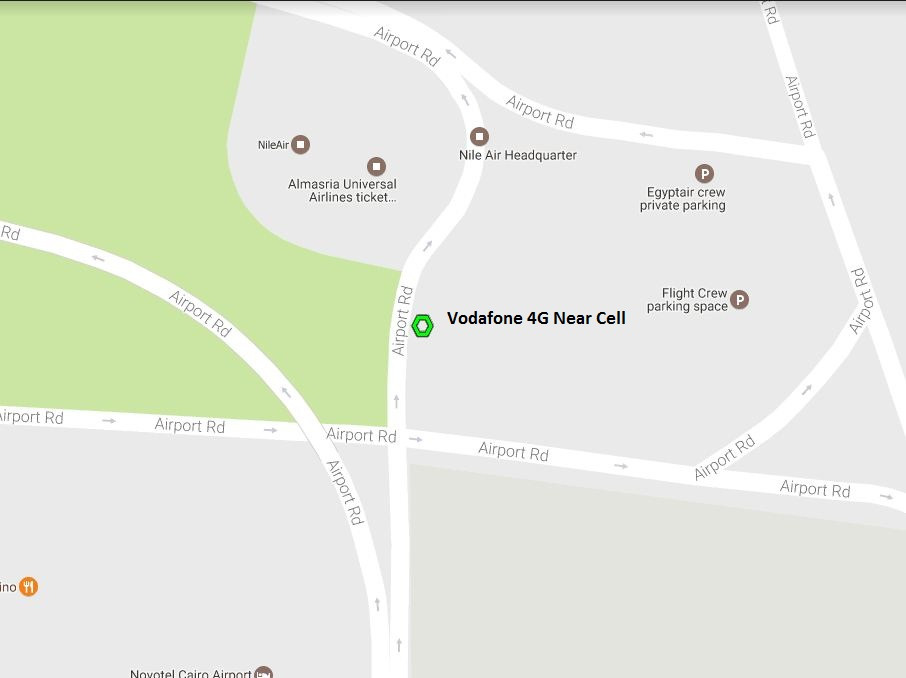 Rd
Airport Rd
Airport Rd
Airport Rd
Airport Rd
NileAir
Nile Air Headquarter
P
Almasria Universal
Airlines ticket...
Egyptair crew
private parking
Rd
Airport Rd
Flight Crew
parking space
P
Airport Rd
Airport Rd
Vodafone 4G Near Cell
Airport Rd
Airport Rd
Airport Rd
Airport Rd
Airport Rd
Airport Rd
Airport Rd
ino
Novotel Cairo Airport